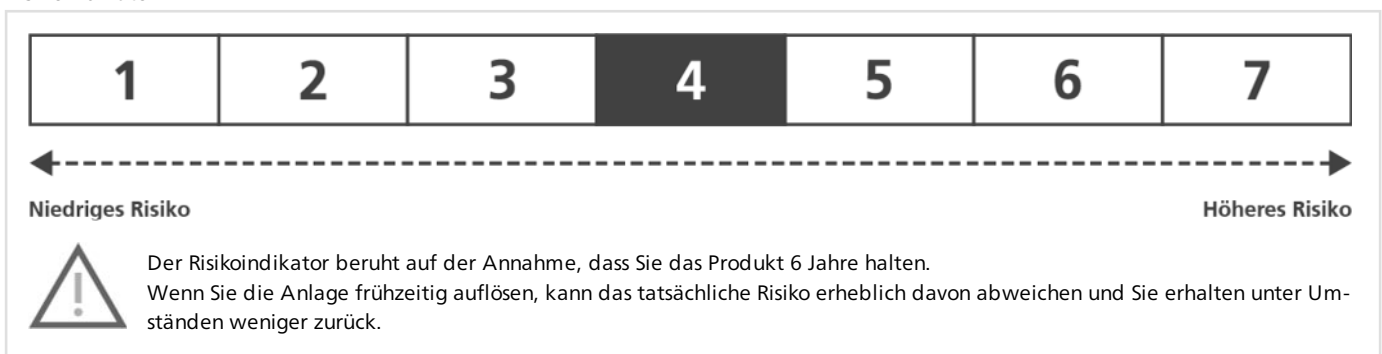 1 2 3 4 5 6 7
Niedriges Risiko Höheres Risiko
Der Risikoindikator beruht auf der Annahme, dass Sie das Produkt 6 Jahre halten.
Wenn Sie die Anlage frühzeitig auflösen, kann das tatsächliche Risiko erheblich davon abweichen und Sie erhalten unter Um-
ständen weniger zurück.